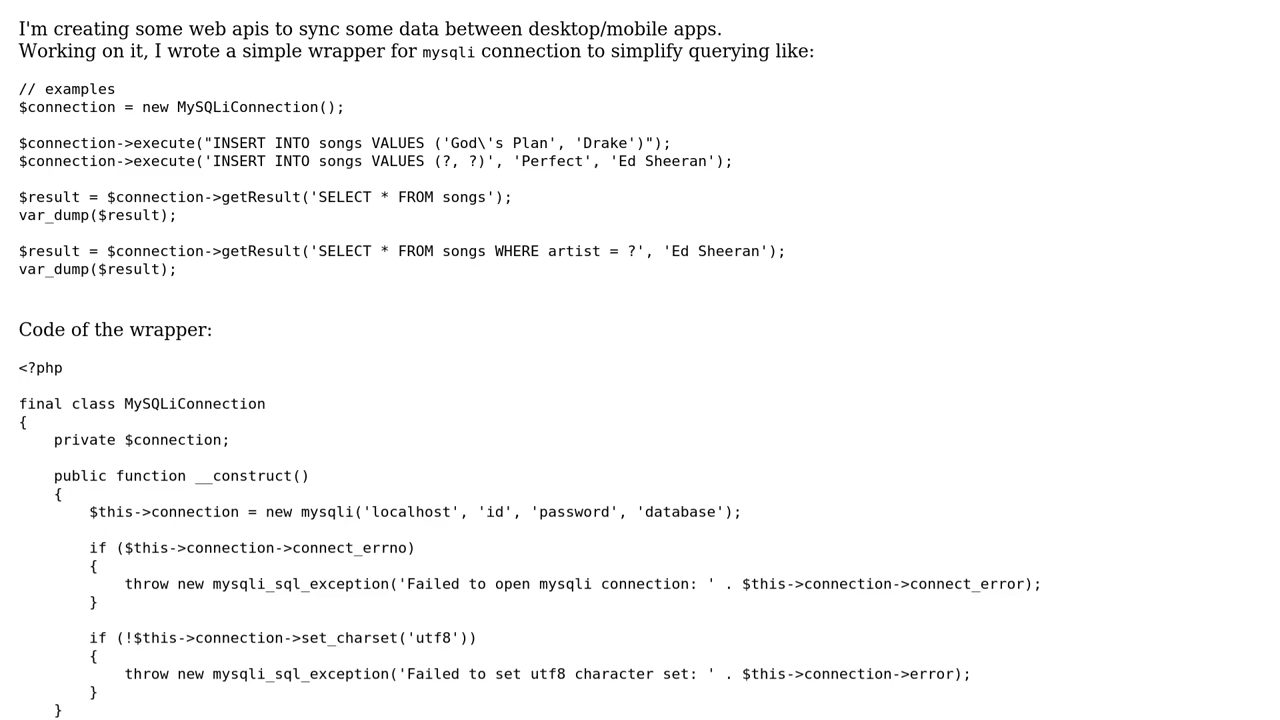 I'm creating some web apis to sync some data between desktop/mobile apps.
Working on it, I wrote a simple wrapper for mysqli connection to simplify querying like:
// examples
$connection = new MySQLiConnection();
$connection->execute("INSERT INTO songs VALUES ('God\'s Plan', 'Drake')");
$connection->execute('INSERT INTO songs VALUES (?, ?)', 'Perfect', 'Ed Sheeran');
$result = $connection->getResult('SELECT * FROM songs');
var_dump($result);
$result = $connection->getResult('SELECT * FROM songs WHERE artist = ?', 'Ed Sheeran');
var_dump($result);
Code of the wrapper:
<?php
final class MySQLiConnection
{
    private $connection;
    public function __construct()
    {
        $this->connection = new mysqli('localhost', 'id', 'password', 'database');
        if ($this->connection->connect_errno)
        {
            throw new mysqli_sql_exception('Failed to open mysqli connection: ' . $this->connection->connect_error);
        }
        if (!$this->connection->set_charset('utf8'))
        {
            throw new mysqli_sql_exception('Failed to set utf8 character set: ' . $this->connection->error);
        }
    }